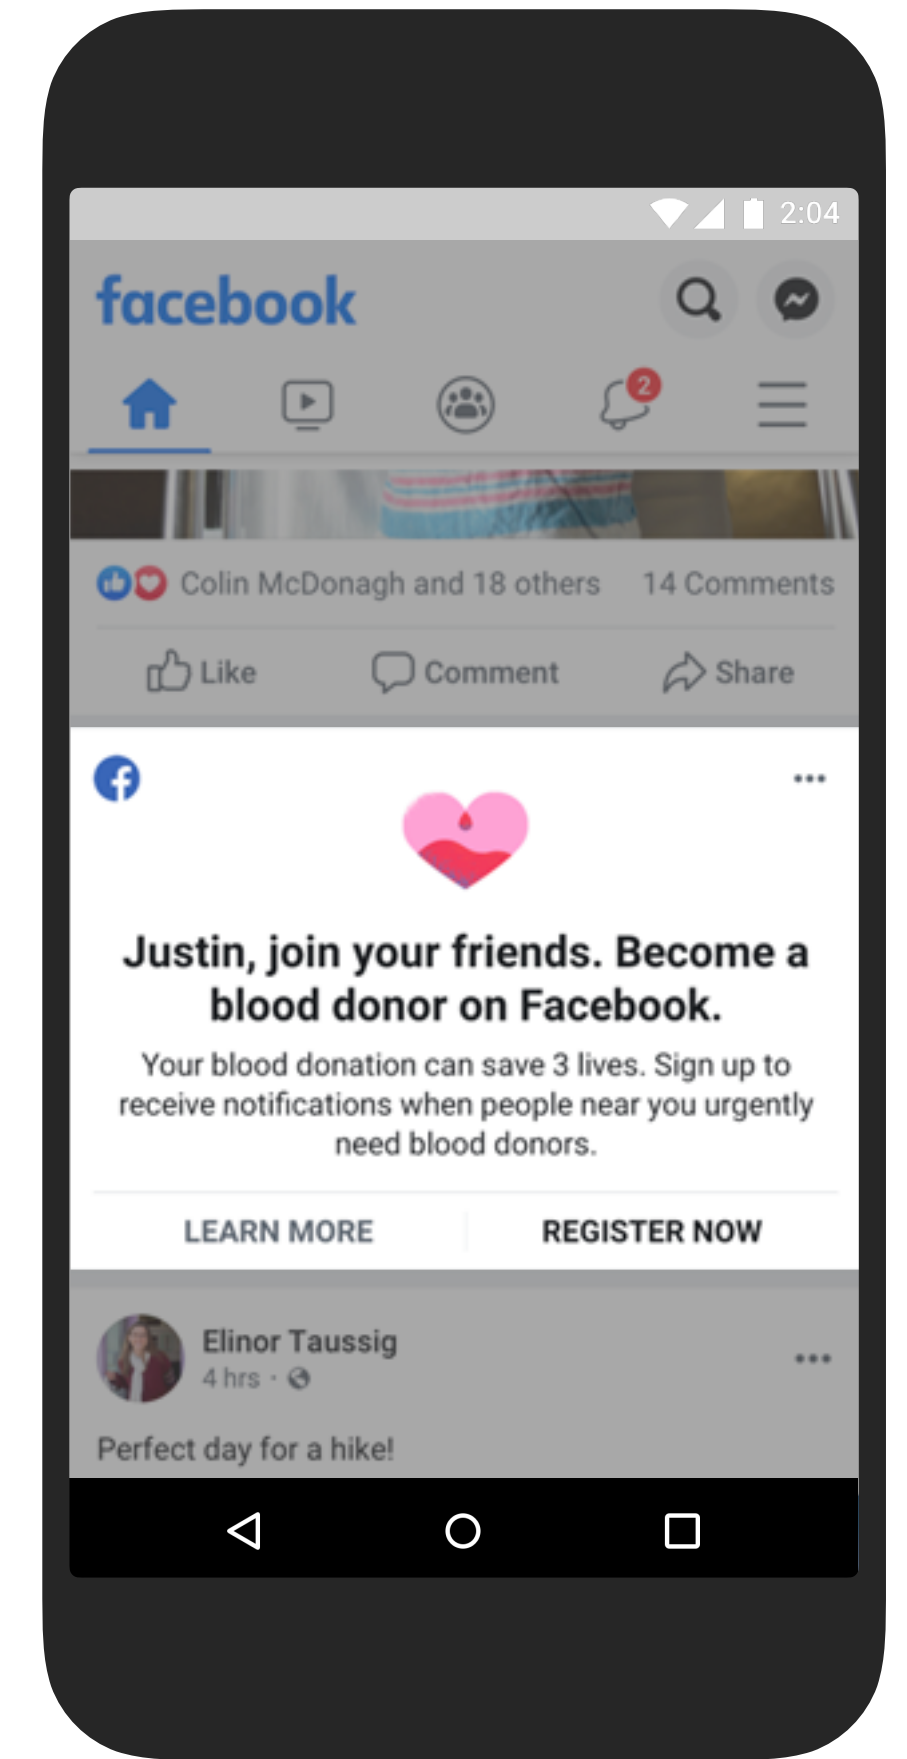 2:04
facebook
2
Colin McDonagh and 18 others 14 Comments
Like Comment Share
Justin, join your friends. Become a
blood donor on Facebook.
Your blood donation can save 3 lives. Sign up to
receive notifications when people near you urgently
need blood donors.
LEARN MORE REGISTER NOW
Elinor Taussig
4 hrs ·
Perfect day for a hike!